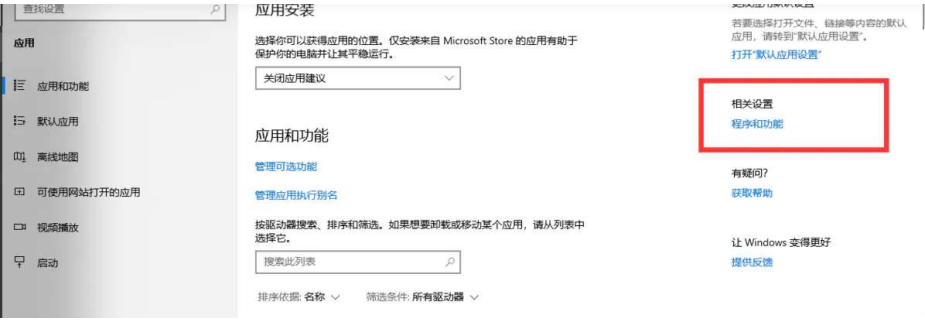 查找设置
应用
应用和功能
默认应用
离线地图
可使用网站打开的应用
视频播放
启动
应用安装
选择你可以获得应用的位置。仅安装来自 Microsoft Store 的应用有助于
保护你的电脑并让其平稳运行。
关闭应用建议
应用和功能
管理可选功能
管理应用执行别名
按驱动器搜索、排序和筛选。如果想要卸载或移动某个应用，请从列表中
选择它。
搜索此列表
排序依据: 名称
筛选条件: 所有驱动器
若要选择打开文件、链接等内容的默认
应用，请转到"默认应用设置"。
打开"默认应用设置"
相关设置
程序和功能
有疑问?
获取帮助
让 Windows 变得更好
提供反馈